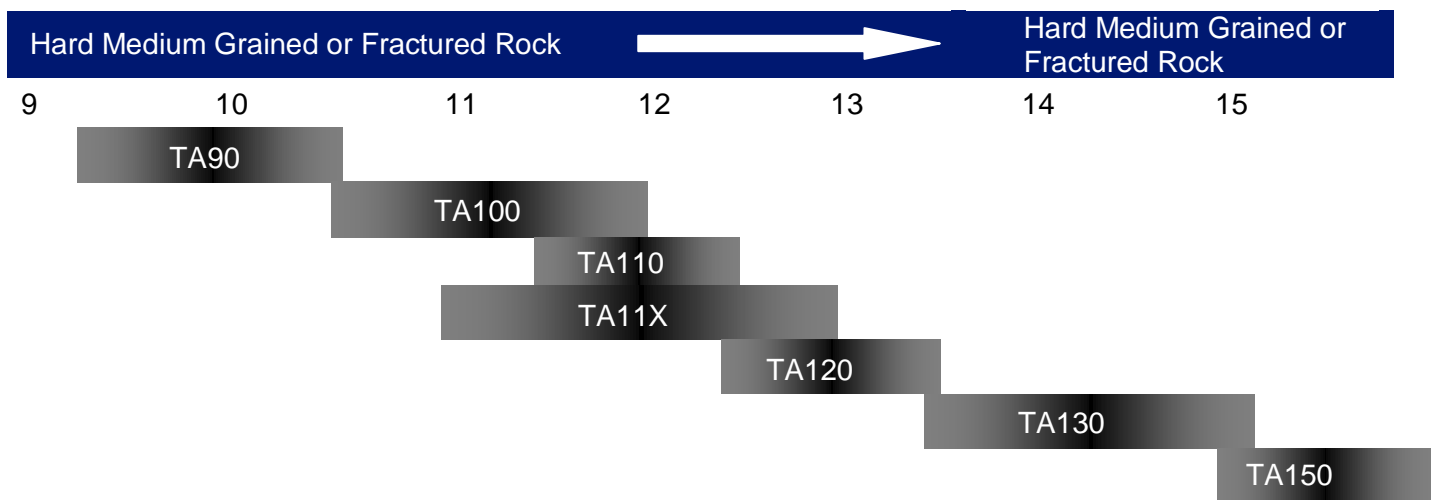 Hard Medium Grained or Fractured Rock
Hard Medium Grained or
Fractured Rock
9 10 11 12 13 14 15
TA90
TA100
TA110
TA11X
TA120
TA130
TA150